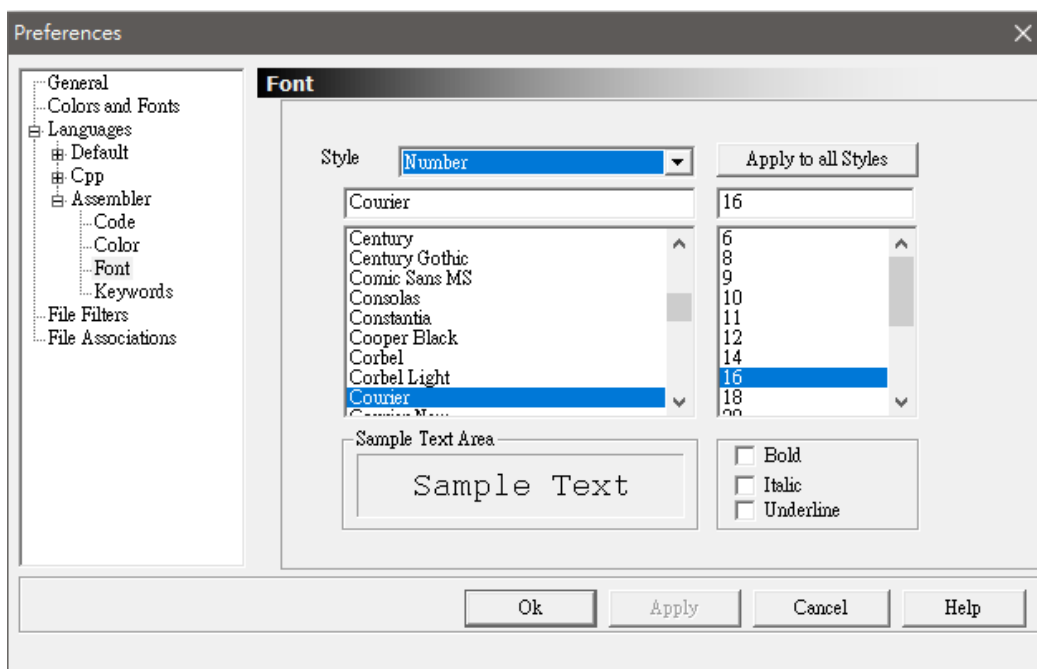 Preferences
General
Colors and Fonts
Languages
Default
Cpp
Assembler
Code
Color
Font
Keywords
File Filters
File Associations
Font
Style
Number
Apply to all Styles
Courier
16
Century
Century Gothic
Comic Sans MS
Consolas
Constantia
Cooper Black
Corbel
Corbel Light
Courier
Courier New
6
8
9
10
11
12
14
16
18
20
Sample Text Area
Sample Text
Bold
Italic
Underline
Ok
Apply
Cancel
Help